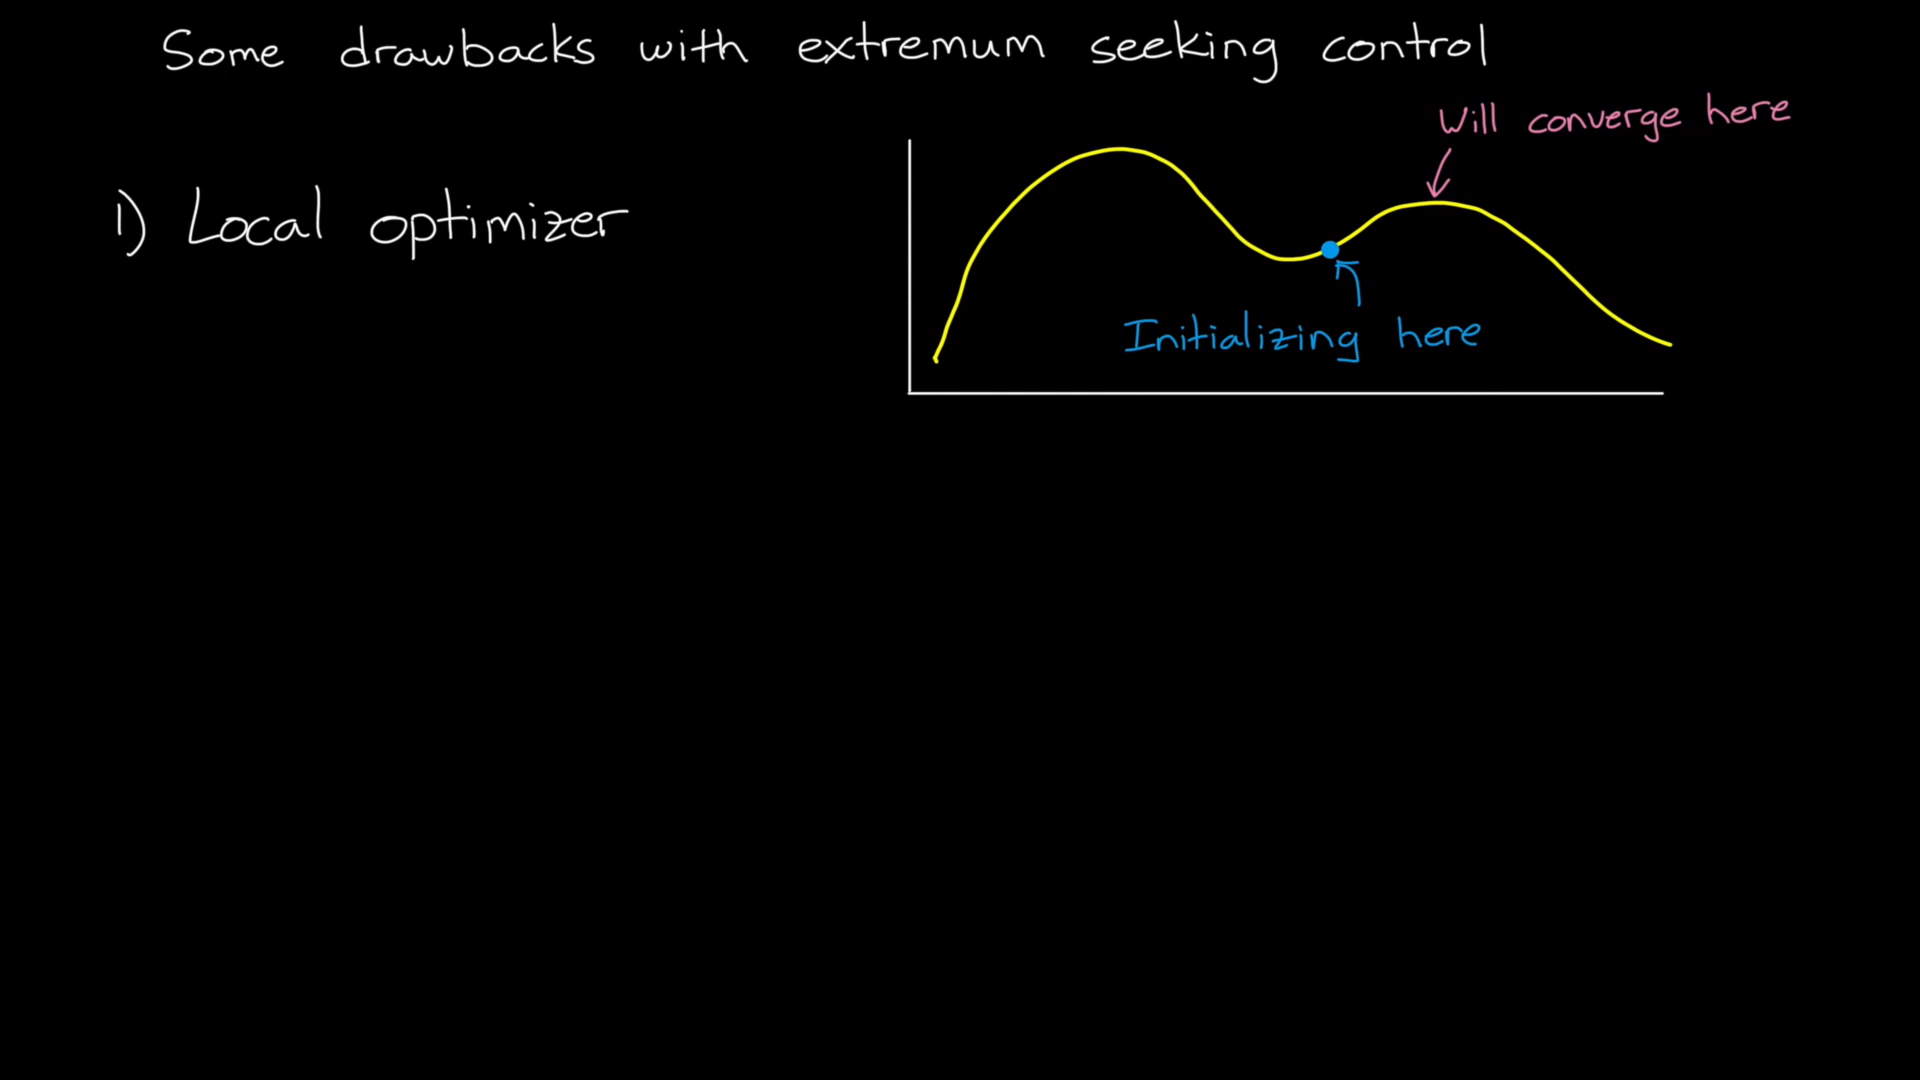 Some drawbacks with extremum seeking control
Will converge here
1) Local optimizer
Initializing here